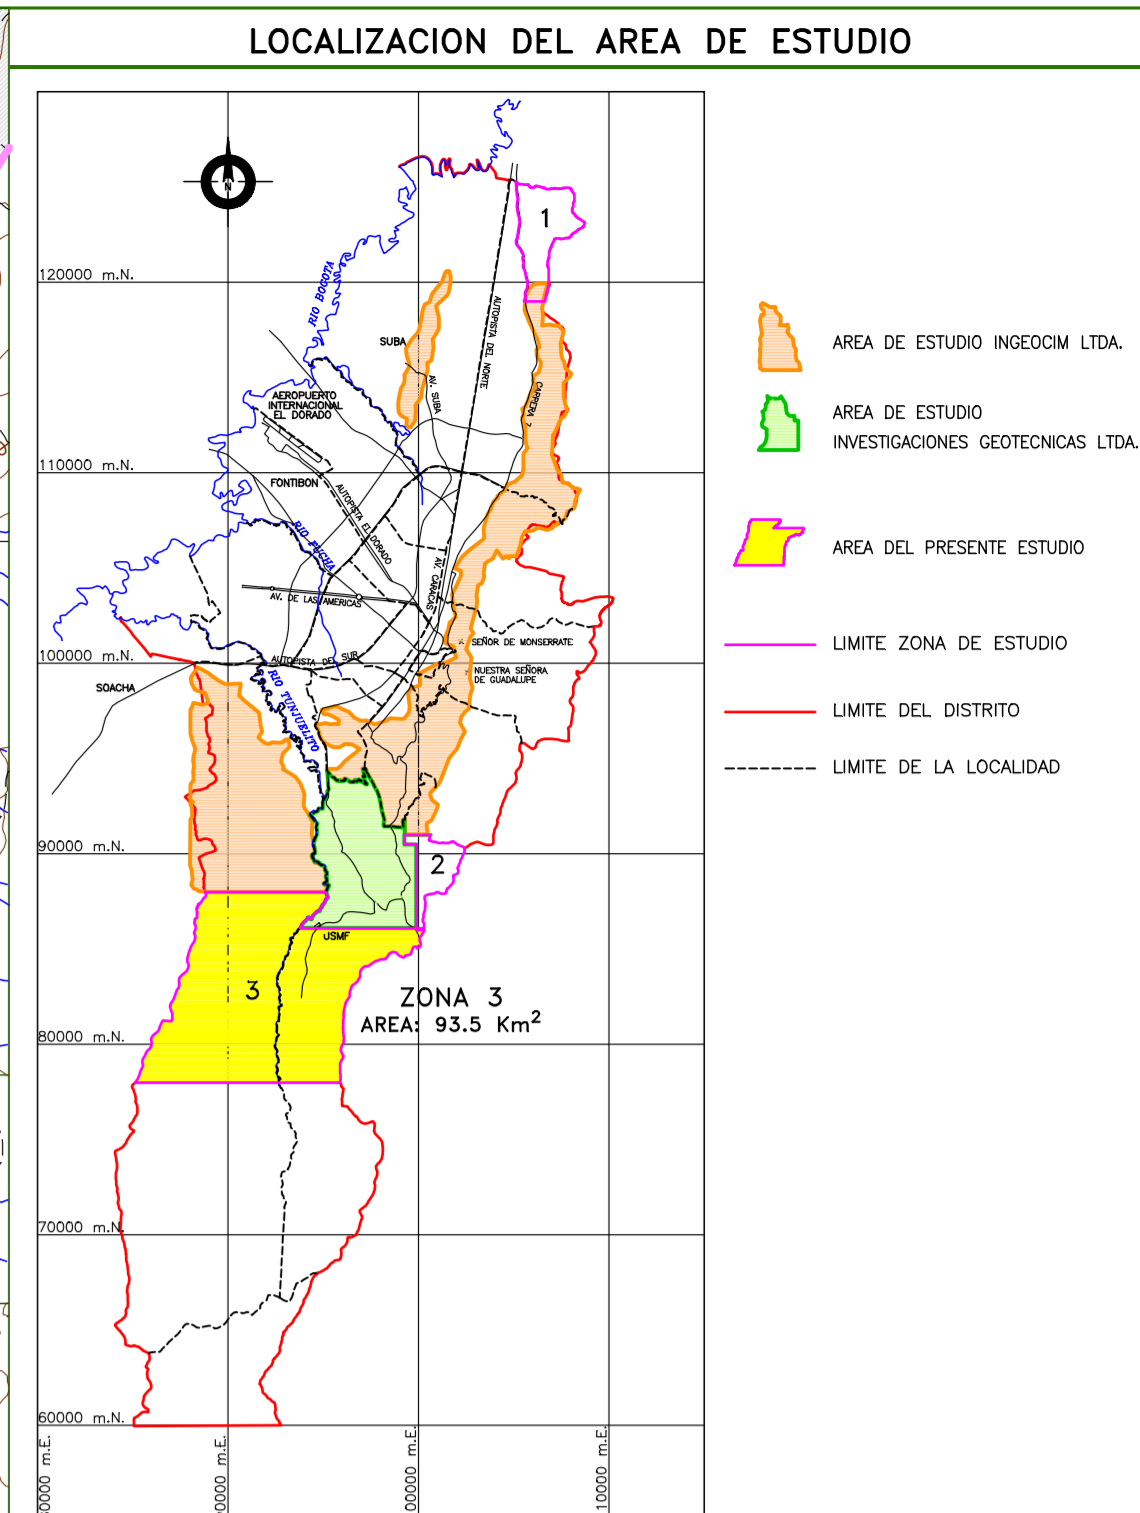 LOCALIZACION DEL AREA DE ESTUDIO
N
1
120000 m.N.
RIO BOGOTA
AUTOPISTA DEL NORTE
SUBA
AV. SUBA
CARRERA 7
AEROPUERTO
INTERNACIONAL
EL DORADO
110000 m.N.
FONTIBON
AUTOPISTA EL DORADO
RIO FUCHA
AV. CARACAS
AV. DE LAS AMERICAS
SEÑOR DE MONSERRATE
100000 m.N.
AUTOPISTA DEL SUR
NUESTRA SEÑORA
DE GUADALUPE
SOACHA
RIO TUNJUELITO
90000 m.N.
2
USMF
3
ZONA 3
AREA: 93.5 Km²
80000 m.N.
70000 m.N.
60000 m.N.
0000 m.E.
0000 m.E.
00000 m.E.
10000 m.E.
AREA DE ESTUDIO INGEOCIM LTDA.
AREA DE ESTUDIO
INVESTIGACIONES GEOTECNICAS LTDA.
AREA DEL PRESENTE ESTUDIO
LIMITE ZONA DE ESTUDIO
LIMITE DEL DISTRITO
LIMITE DE LA LOCALIDAD